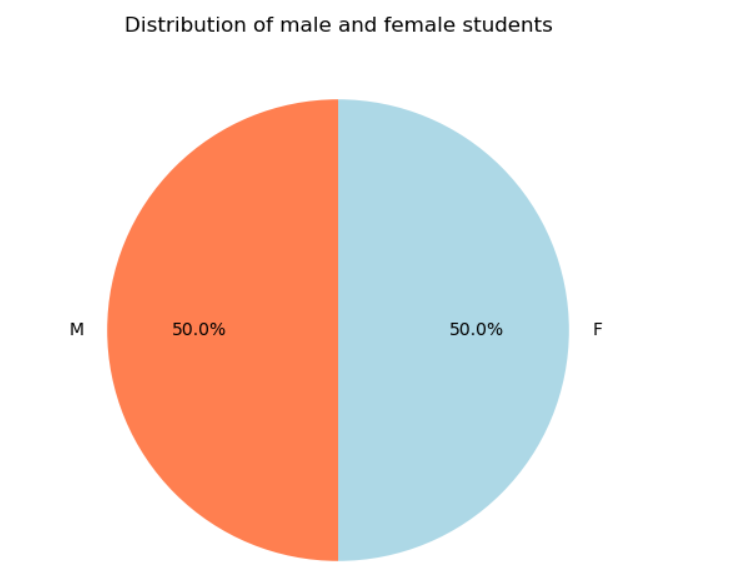 Distribution of male and female students
M
50.0%
50.0%
F